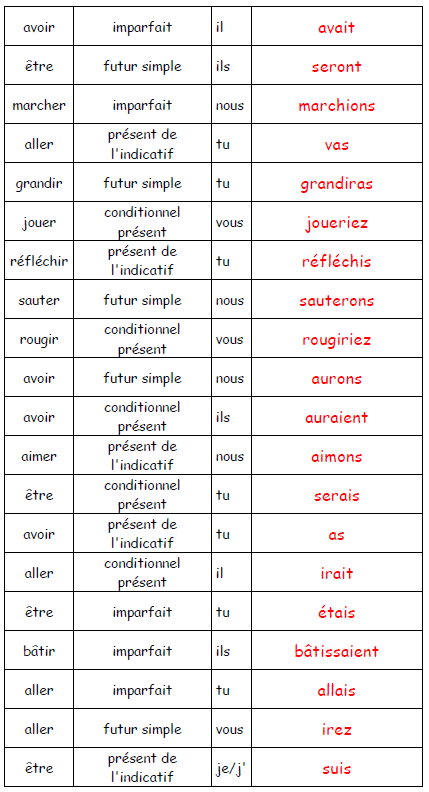 avoir imparfait il avait
être futur simple ils seront
marcher imparfait nous marchions
aller présent de l'indicatif tu vas
grandir futur simple tu grandiras
jouer conditionnel présent vous joueriez
réfléchir présent de l'indicatif tu réfléchis
sauter futur simple nous sauterons
rougir conditionnel présent vous rougiriez
avoir futur simple nous aurons
avoir conditionnel présent ils auraient
aimer présent de l'indicatif nous aimons
être conditionnel présent tu serais
avoir présent de l'indicatif tu as
aller conditionnel présent il irait
être imparfait tu étais
bâtir imparfait ils bâtissaient
aller imparfait tu allais
aller futur simple vous irez
être présent de l'indicatif je/j' suis